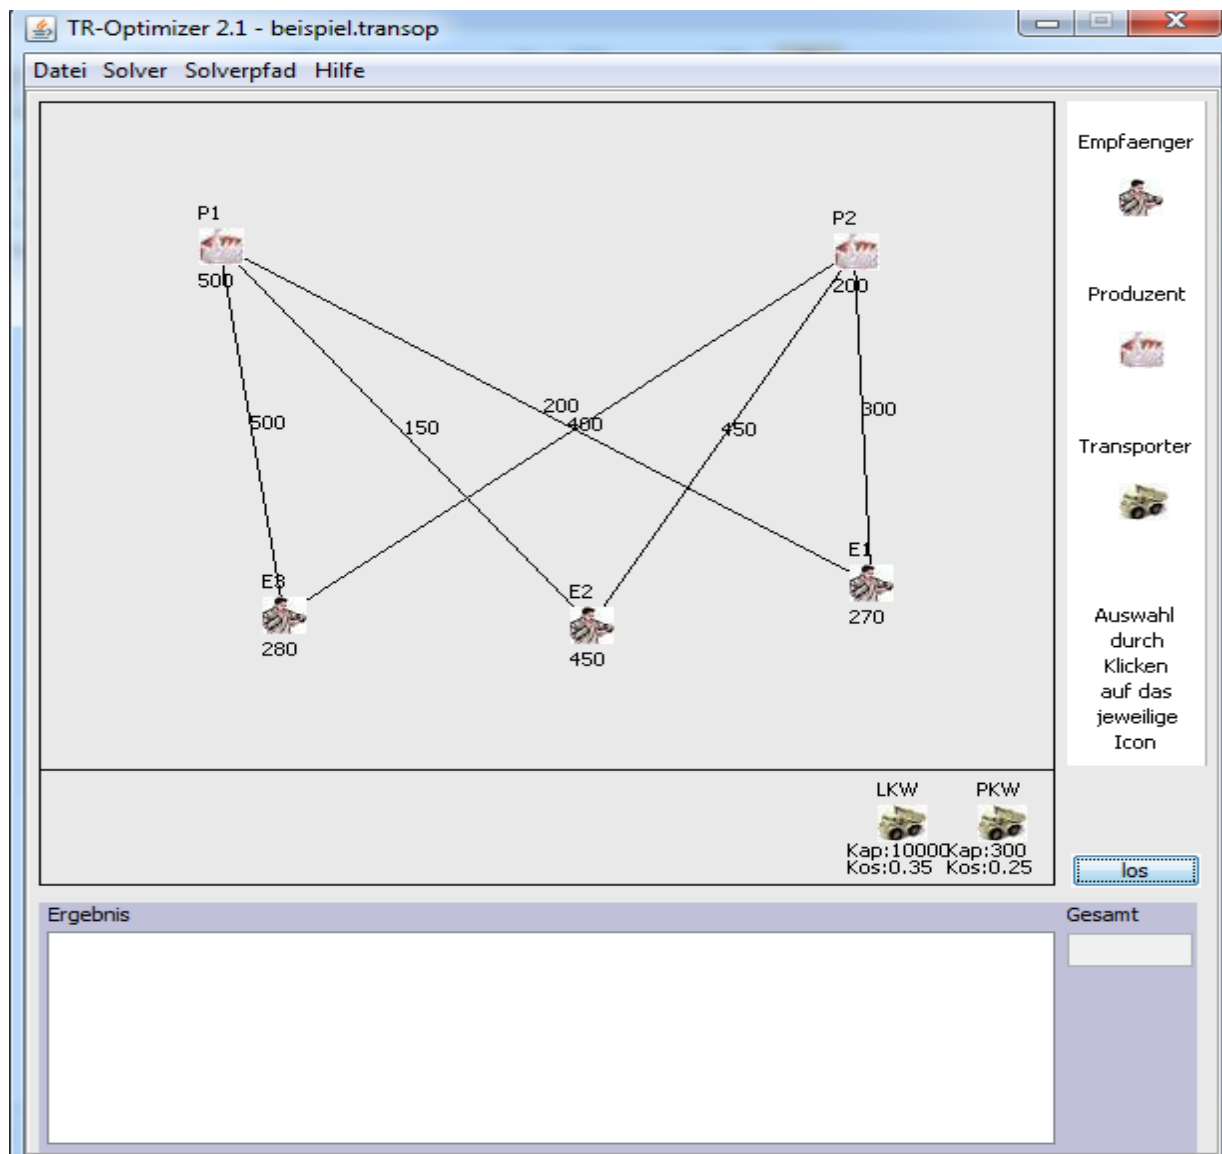 TR-Optimizer 2.1 - beispiel.transop
Datei Solver Solverpfad Hilfe
P1
500
P2
200
500
150
200
400
450
300
E3
280
E2
450
E1
270
LKW
Kap:10000
Kos:0.35
PKW
Kap:300
Kos:0.25
Empfaenger
Produzent
Transporter
Auswahl
durch
Klicken
auf das
jeweilige
Icon
los
Ergebnis
Gesamt